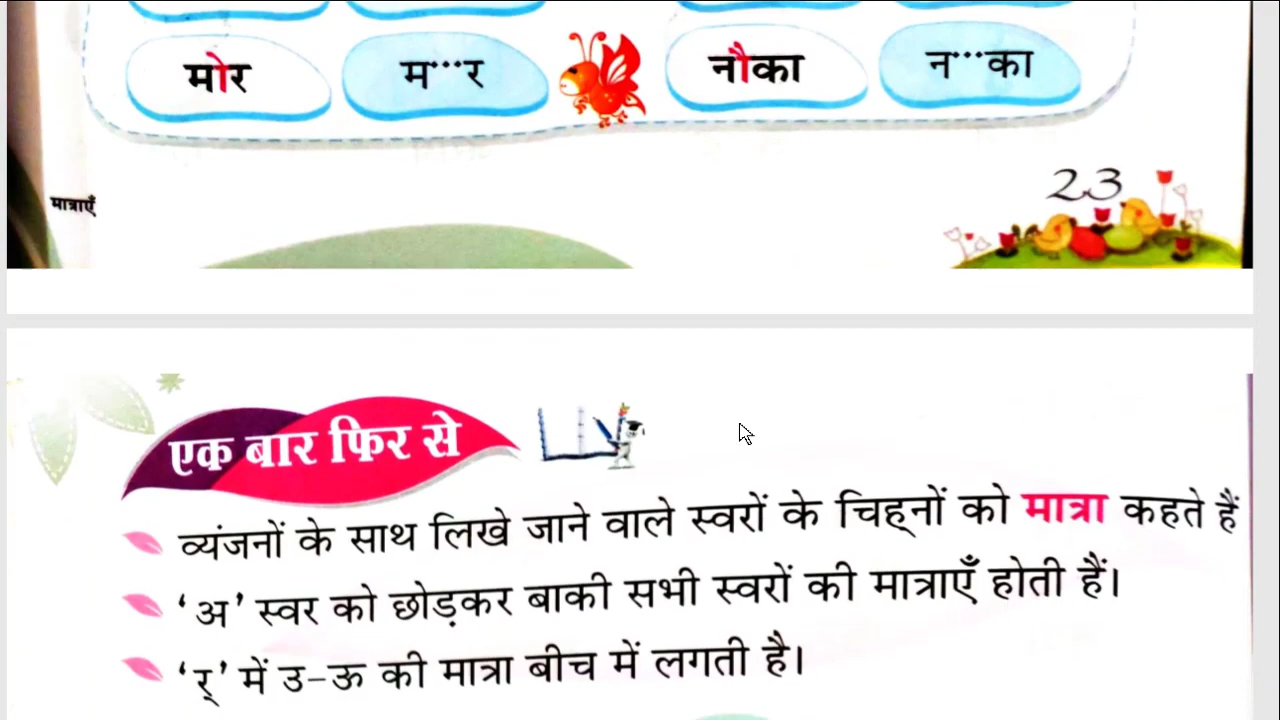 मोर म···र नौका न···का
मात्राएँ 23
एक बार फिर से
व्यंजनों के साथ लिखे जाने वाले स्वरों के चिह्नों को मात्रा कहते हैं
‘अ’ स्वर को छोड़कर बाकी सभी स्वरों की मात्राएँ होती हैं।
‘र्’ में उ-ऊ की मात्रा बीच में लगती है।